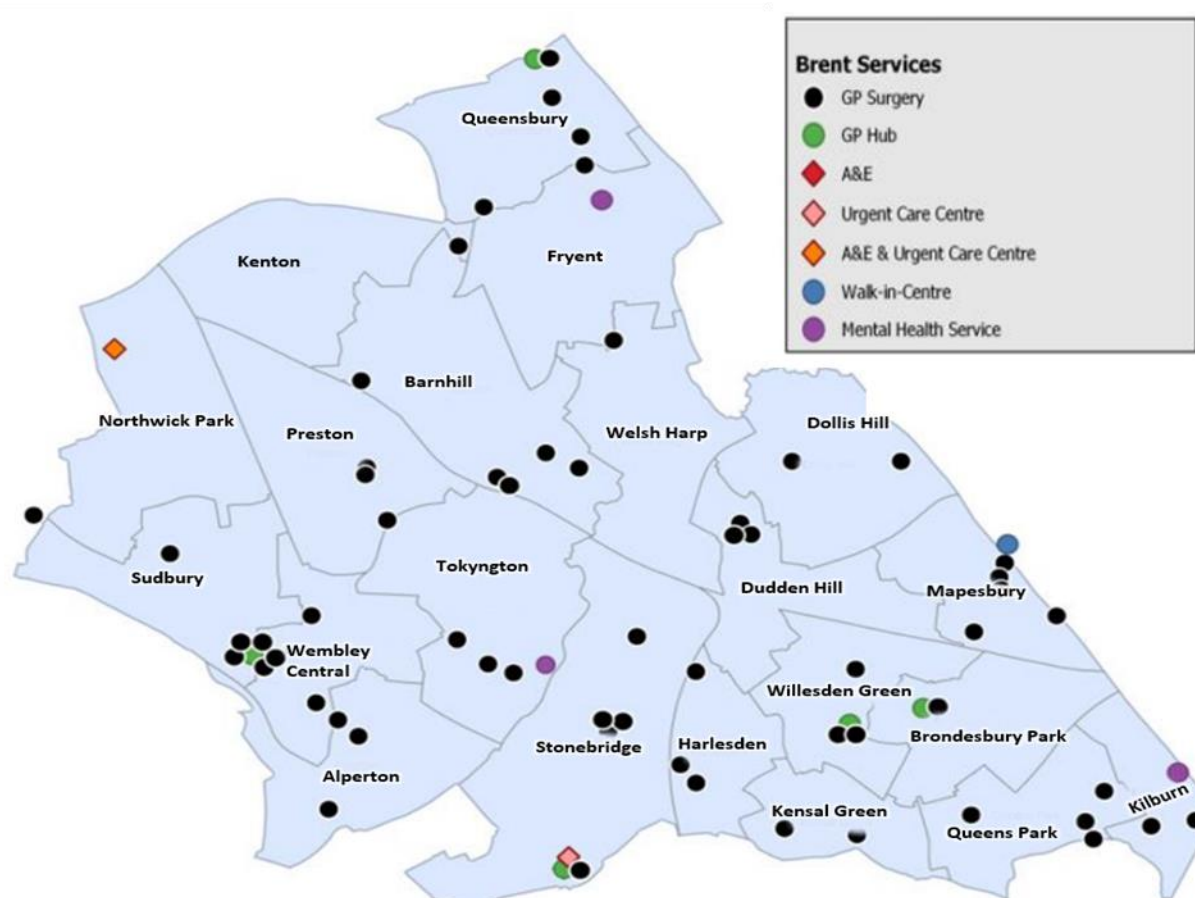 Brent Services
GP Surgery
GP Hub
A&E
Urgent Care Centre
A&E & Urgent Care Centre
Walk-in-Centre
Mental Health Service
Queensbury
Kenton
Fryent
Barnhill
Northwick Park
Preston
Welsh Harp
Dollis Hill
Sudbury
Tokyngton
Dudden Hill
Mapesbury
Wembley
Central
Willesden Green
Stonebridge
Harlesden
Brondesbury Park
Alperton
Kensal Green
Queens Park
Kilburn